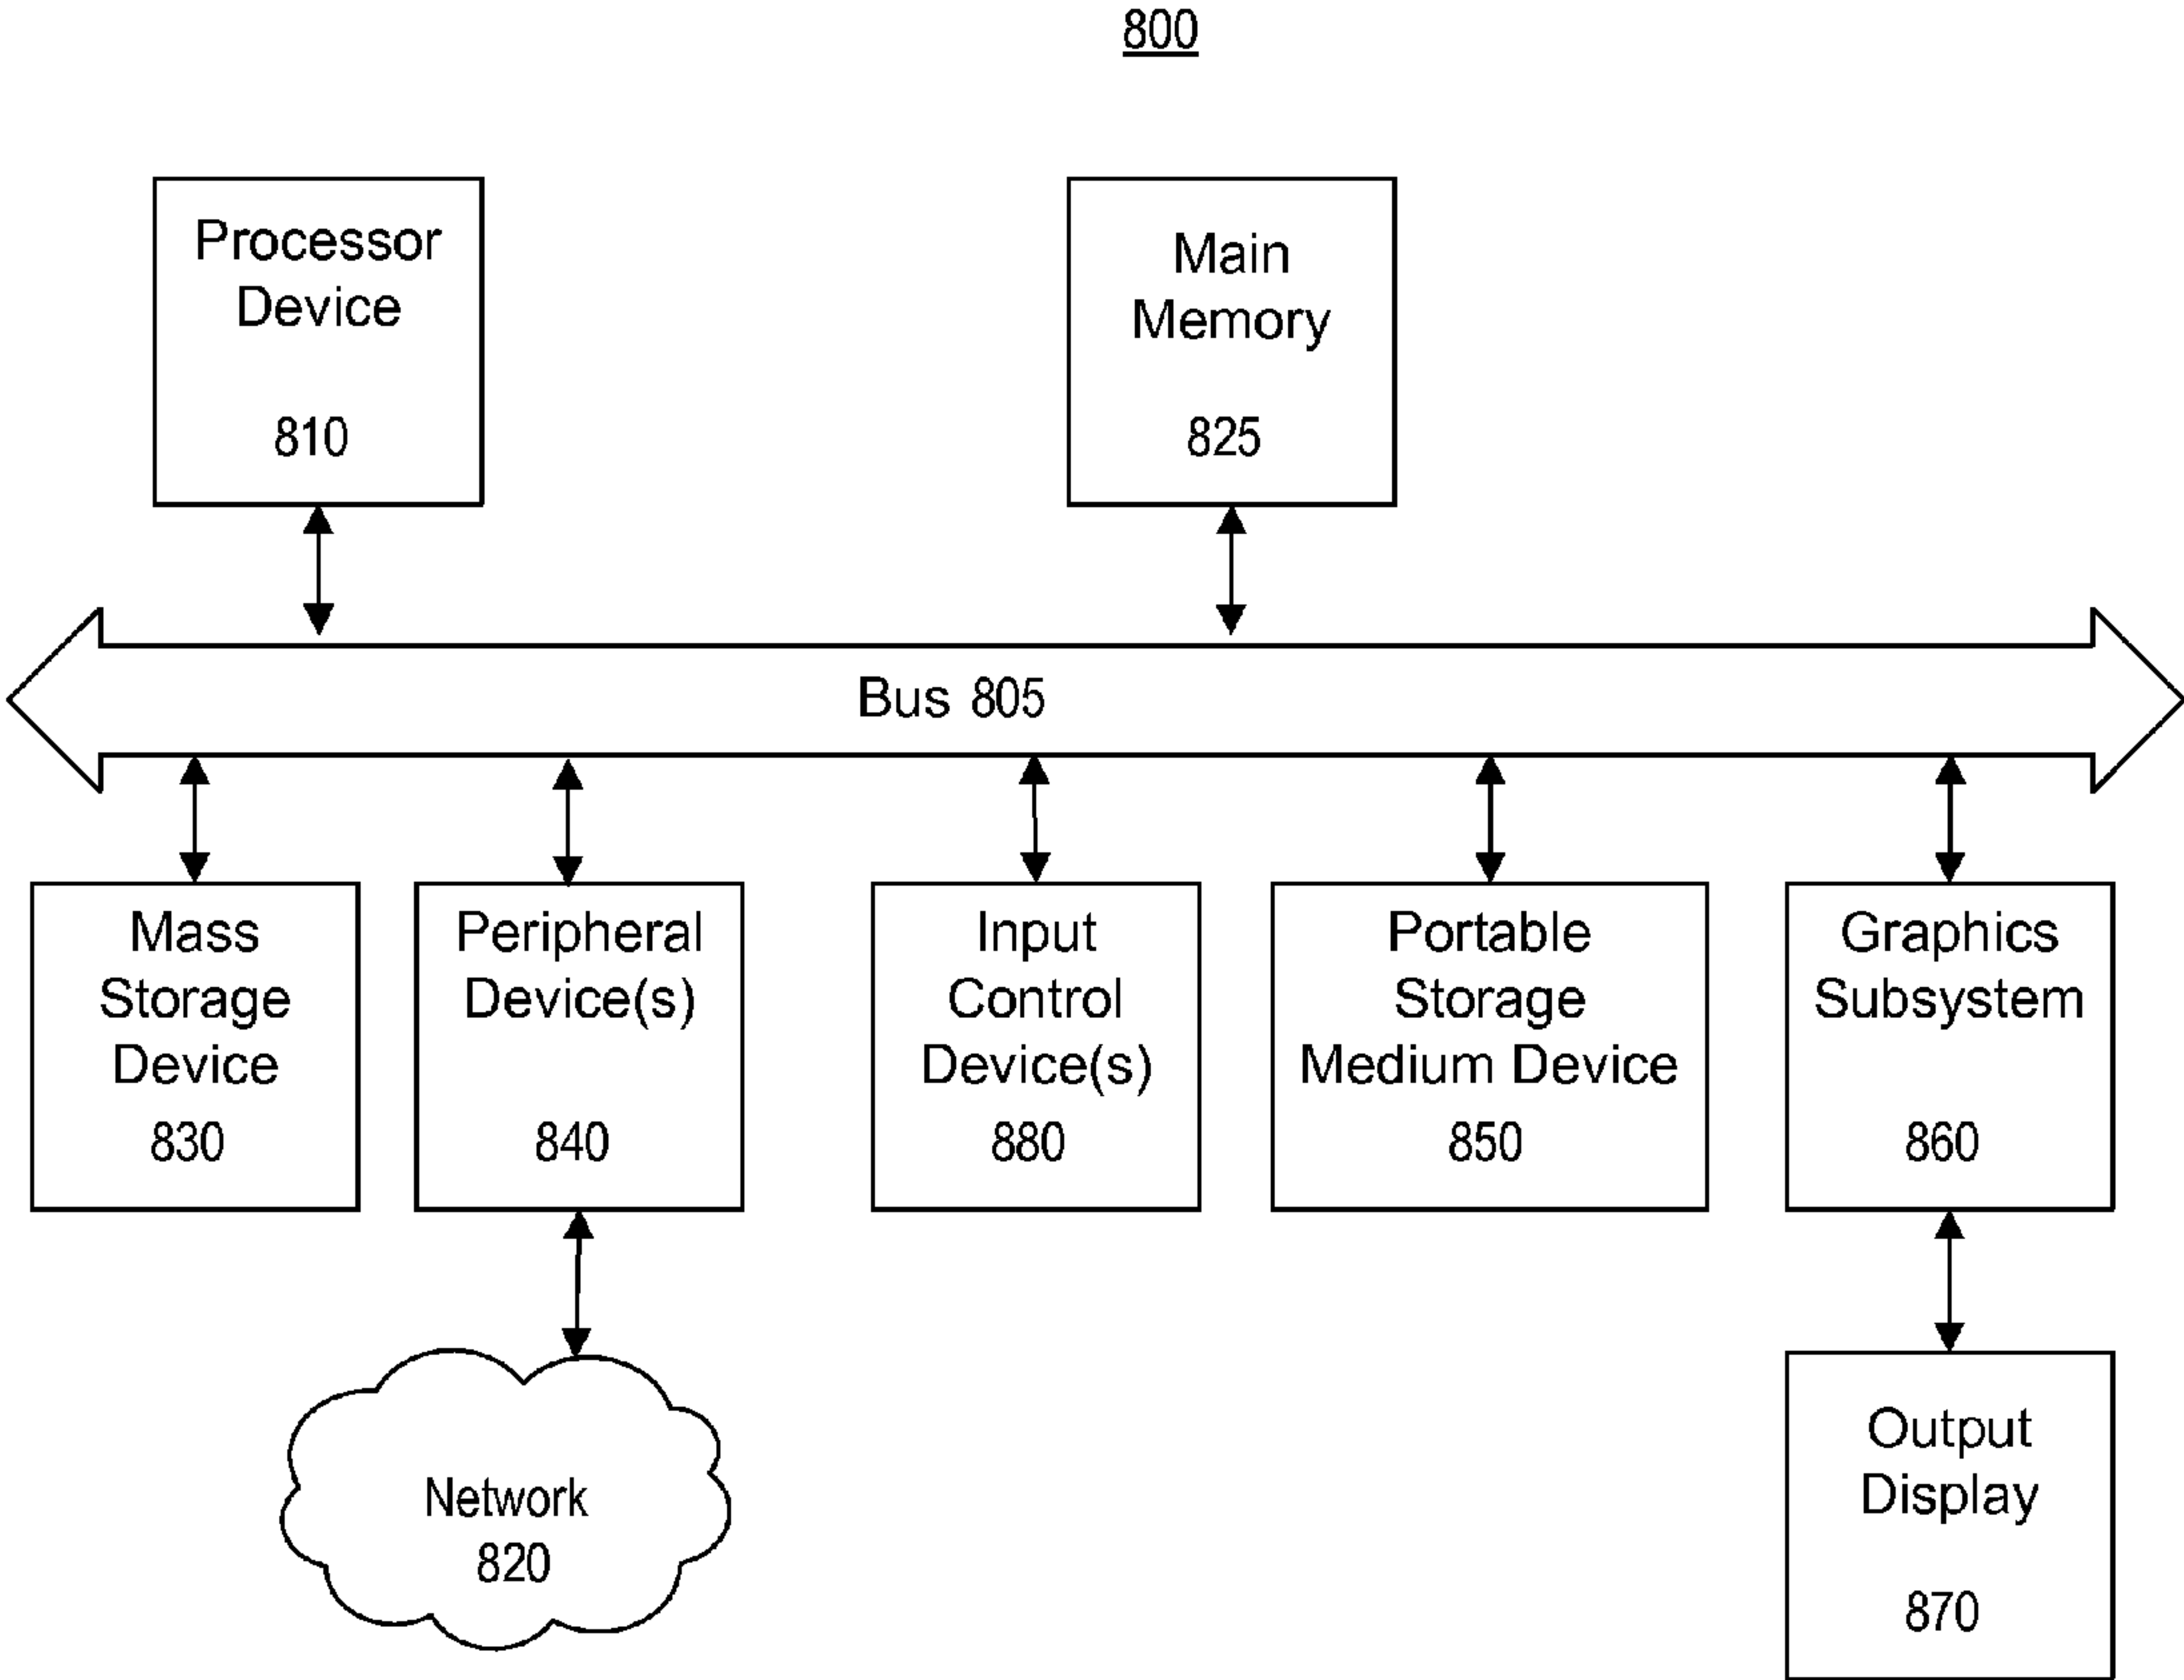 800
Processor
Device
810
Main
Memory
825
Bus 805
Mass
Storage
Device
830
Peripheral
Device(s)
840
Input
Control
Device(s)
880
Portable
Storage
Medium Device
850
Graphics
Subsystem
860
Network
820
Output
Display
870